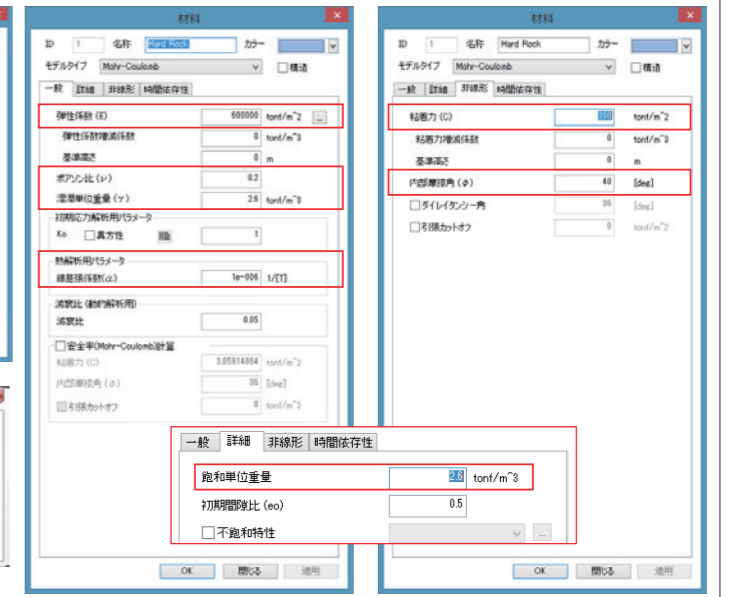 材料
ID 1 名称 Hard Rock カラー
モデルタイプ Mohr-Coulomb 構造
一般 詳細 非線形 時間依存性
弾性係数 (E) 600000 tonf/m^2 ...
弾性係数増減係数 0 tonf/m^3
基準高さ 0 m
ポアソン比 (ν) 0.2
湿潤単位重量 (γ) 2.6 tonf/m^3
初期応力解析用パラメータ
Ko 異方性 1
熱解析用パラメータ
線膨張係数(α) 1e-006 1/[T]
減衰比 (動的解析用)
減衰比 0.05
安全率(Mohr-Coulomb)計算
粘着力 (C) 3.05914864 tonf/m^2
内部摩擦角 (φ) 36 [deg]
引張カットオフ 0 tonf/m^2
OK 閉じる 適用
材料
ID 1 名称 Hard Rock カラー
モデルタイプ Mohr-Coulomb 構造
一般 詳細 非線形 時間依存性
粘着力 (C) 300 tonf/m^2
粘着力増減係数 0 tonf/m^3
基準高さ 0 m
内部摩擦角 (φ) 40 [deg]
ダイレイタンシー角 36 [deg]
引張カットオフ 0 tonf/m^2
OK 閉じる 適用
一般 詳細 非線形 時間依存性
飽和単位重量 2.6 tonf/m^3
初期間隙比 (eo) 0.5
不飽和特性 ...